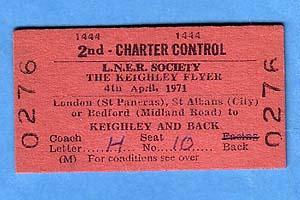 1444 1444
2nd - CHARTER CONTROL
L.N.E.R. SOCIETY
THE KEIGHLEY FLYER
4th April, 1971
London (St Pancras), St Albans (City)
or Bedford (Midland Road) to
KEIGHLEY AND BACK
Coach Seat Facing
Letter H No. 10 Back
(M) For conditions see over
0276
0276